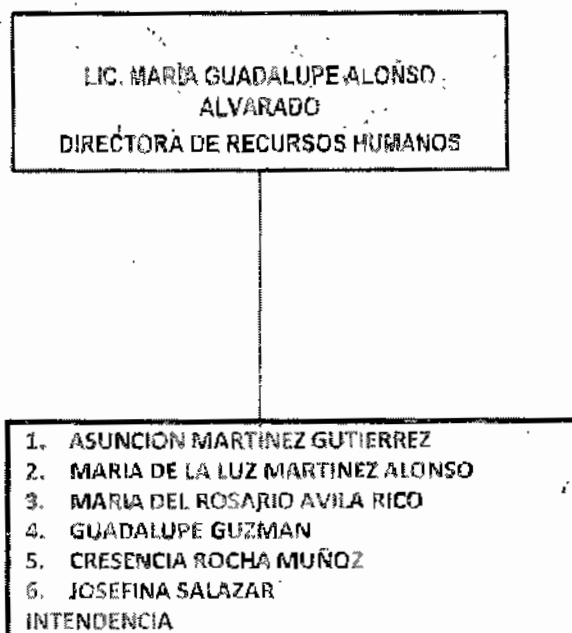 LIC. MARÍA GUADALUPE ALONSO
ALVARADO
DIRECTORA DE RECURSOS HUMANOS
1. ASUNCION MARTINEZ GUTIERREZ
2. MARIA DE LA LUZ MARTINEZ ALONSO
3. MARIA DEL ROSARIO AVILA RICO
4. GUADALUPE GUZMAN
5. CRESENCIA ROCHA MUÑOZ
6. JOSEFINA SALAZAR
INTENDENCIA